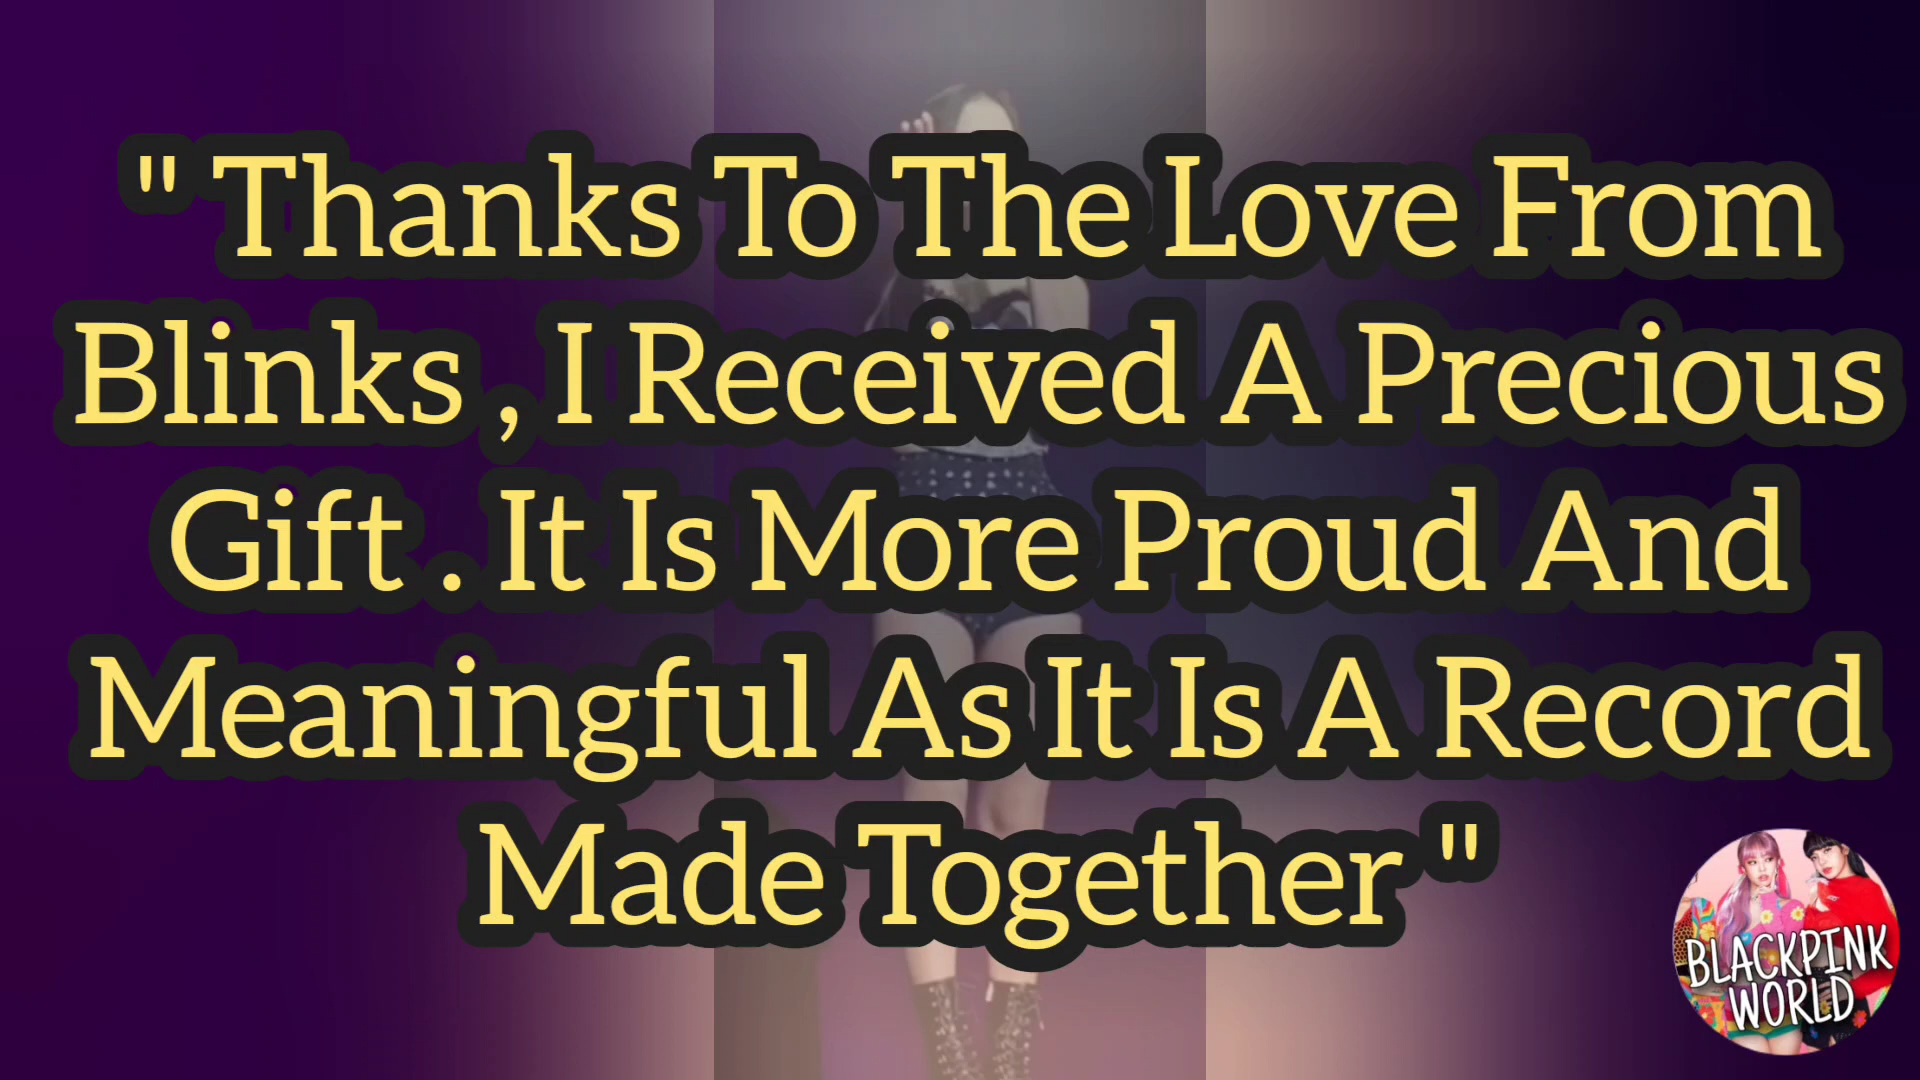 " Thanks To The Love From
Blinks , I Received A Precious
Gift . It Is More Proud And
Meaningful As It Is A Record
Made Together "
BLACKPINK
WORLD